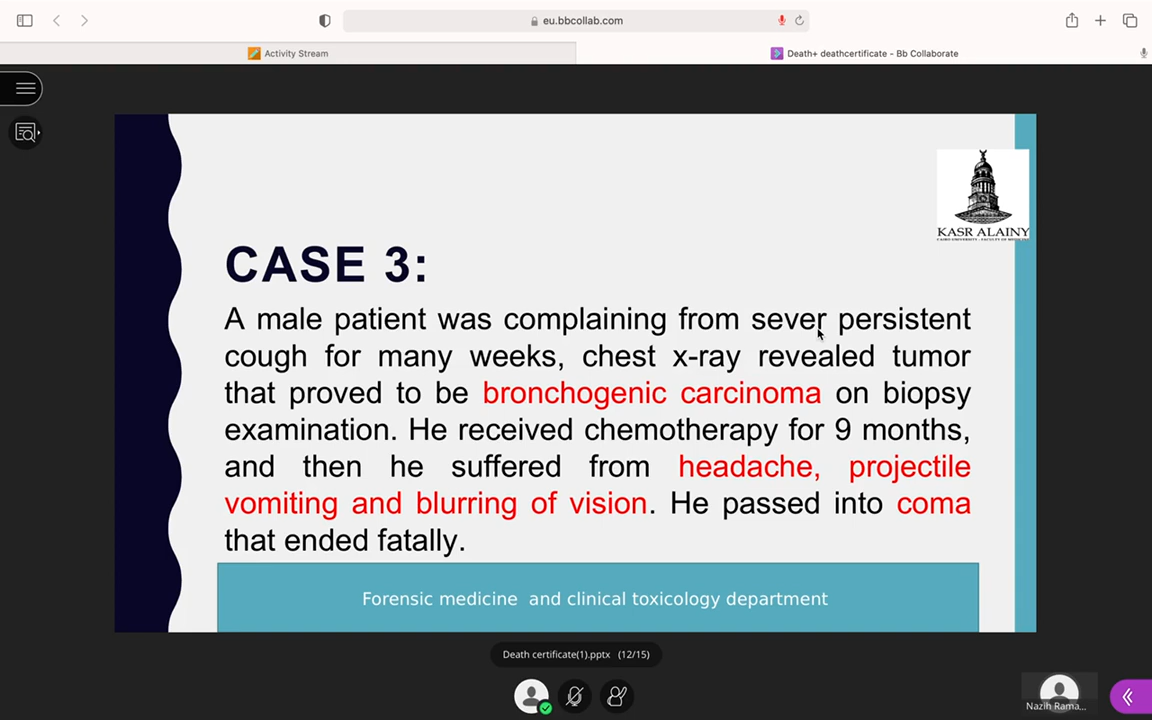 eu.bbcollab.com
Activity Stream
Death+ deathcertificate - Bb Collaborate
KASR ALAINY
CASE 3:
A male patient was complaining from sever persistent
cough for many weeks, chest x-ray revealed tumor
that proved to be bronchogenic carcinoma on biopsy
examination. He received chemotherapy for 9 months,
and then he suffered from headache, projectile
vomiting and blurring of vision. He passed into coma
that ended fatally.
Forensic medicine and clinical toxicology department
Death certificate(1).pptx (12/15)
Nazih Rama...